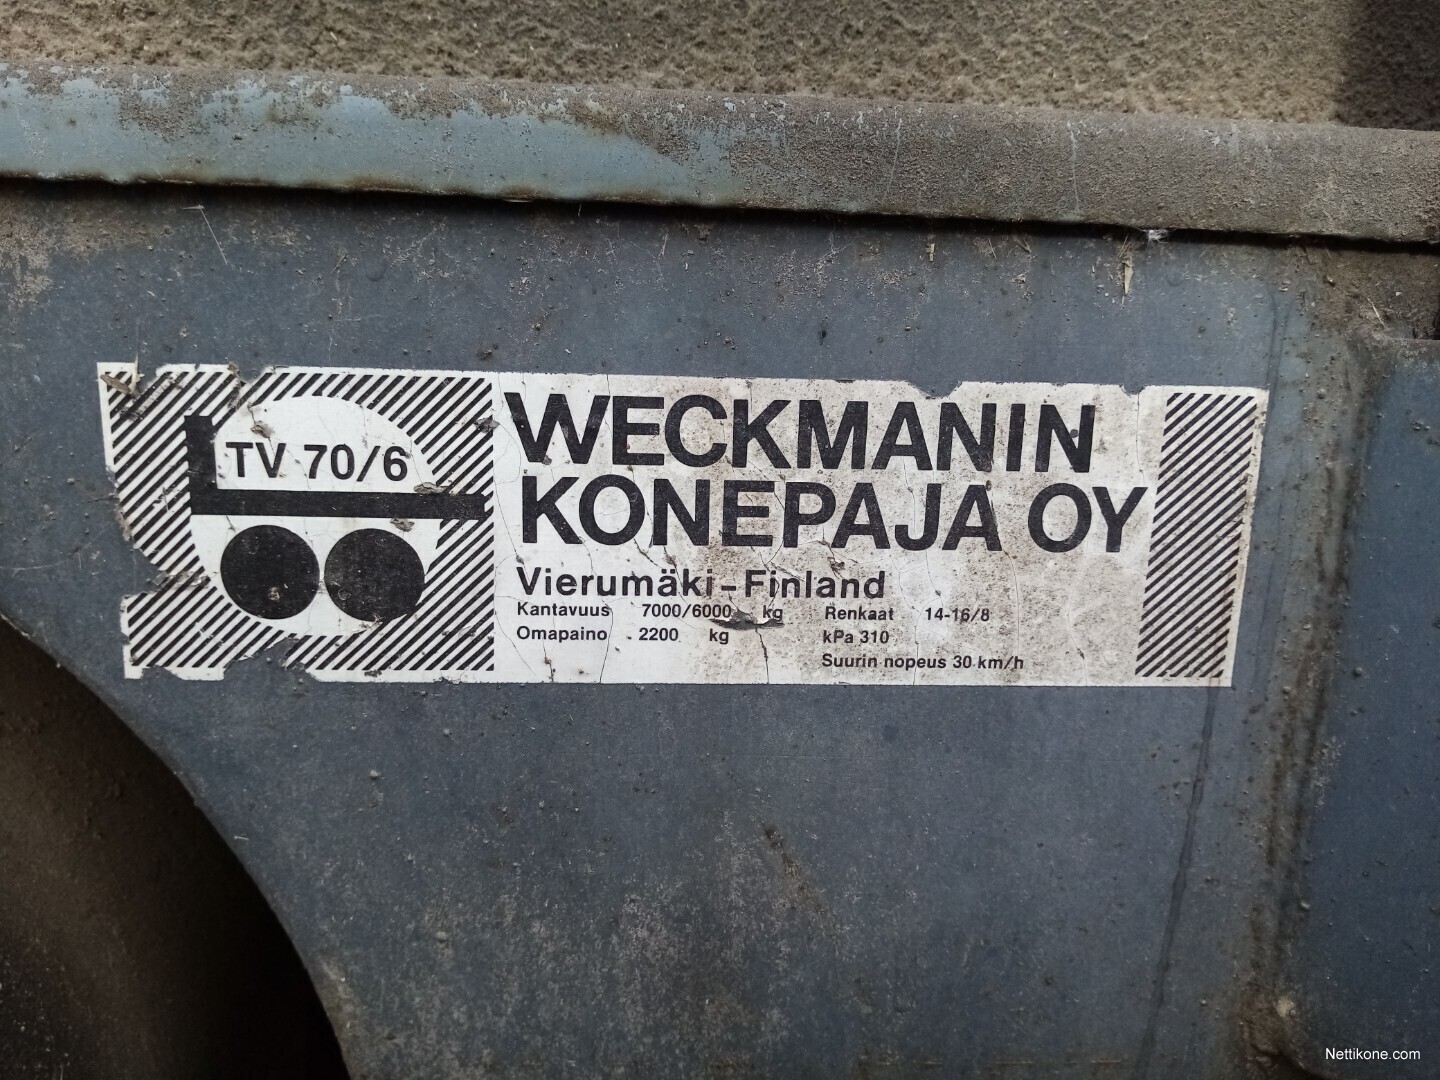 TV 70/6
WECKMANIN
KONEPAJA OY
Vierumäki-Finland
Kantavuus 7000/6000 kg Renkaat 14-16/8
Omapaino 2200 kg kPa 310
Suurin nopeus 30 km/h
Nettikone.com